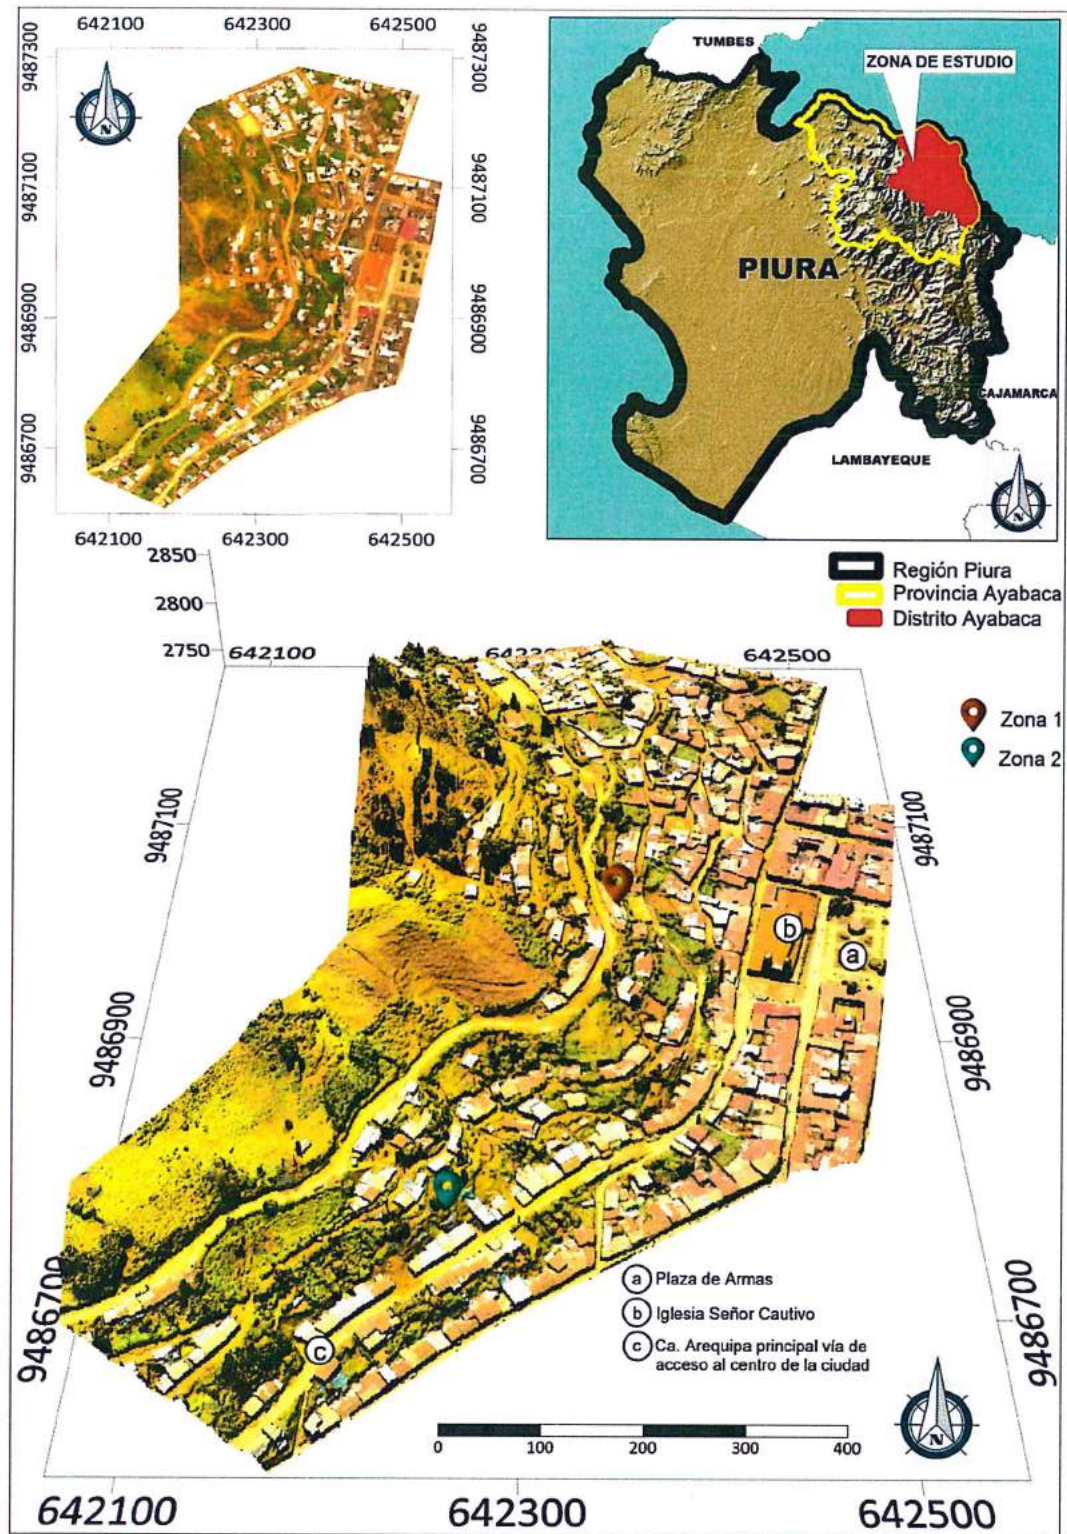 642100
642300
642500
9487300
9487100
9486900
9486700
9487300
9487100
9486900
9486700
N
642100
642300
642500
TUMBES
ZONA DE ESTUDIO
PIURA
CAJAMARCA
LAMBAYEQUE
N
Región Piura
Provincia Ayabaca
Distrito Ayabaca
2850
2800
2750
642100
642500
Zona 1
Zona 2
9487100
9486900
9486700
9487100
9486900
9486700
b
a
c
a Plaza de Armas
b Iglesia Señor Cautivo
c Ca. Arequipa principal vía de
acceso al centro de la ciudad
0
100
200
300
400
N
642100
642300
642500